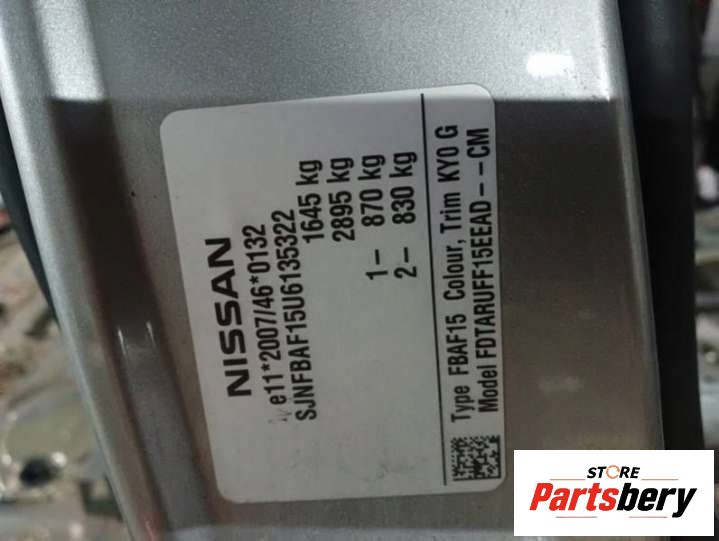 NISSAN
e11*2007/46*0132
SJNFBAF15U6135322
1645 kg
2895 kg
1- 870 kg
2- 830 kg
Type FBAF15 Colour, Trim KY0 G
Model FDTARUFF15EEAD--CM
STORE
Partsbery